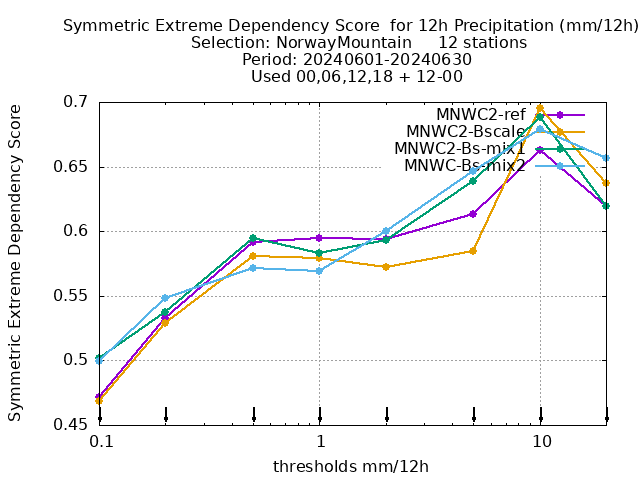 Symmetric Extreme Dependency Score  for 12h Precipitation (mm/12h)
Selection: NorwayMountain     12 stations
Period: 20240601-20240630
Used 00,06,12,18 + 12-00
Symmetric Extreme Dependency Score
0.7
0.65
0.6
0.55
0.5
0.45
MNWC2-ref
MNWC2-Bscale
MNWC2-Bs-mix1
MNWC-Bs-mix2
0.1
1
10
thresholds mm/12h